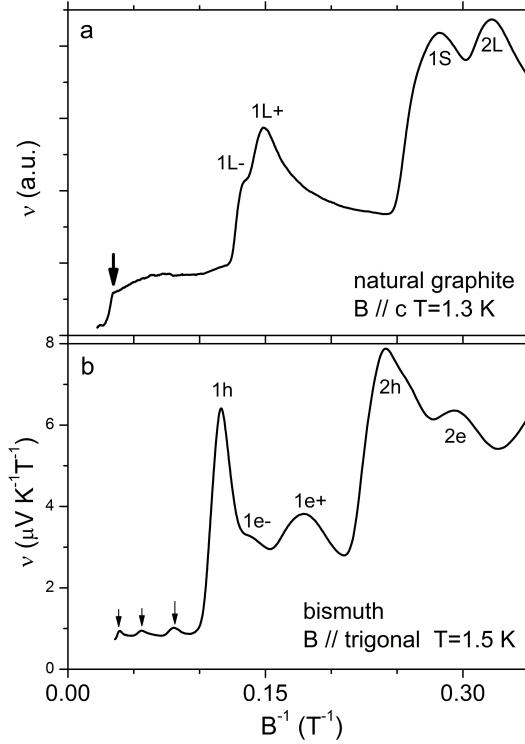 a
ν (a.u.)
1L-
1L+
1S
2L
natural graphite
B // c T=1.3 K
b
ν (μV K⁻¹T⁻¹)
8
6
4
2
0
1h
1e-
1e+
2h
2e
bismuth
B // trigonal T=1.5 K
0.00
0.15
0.30
B⁻¹ (T⁻¹)